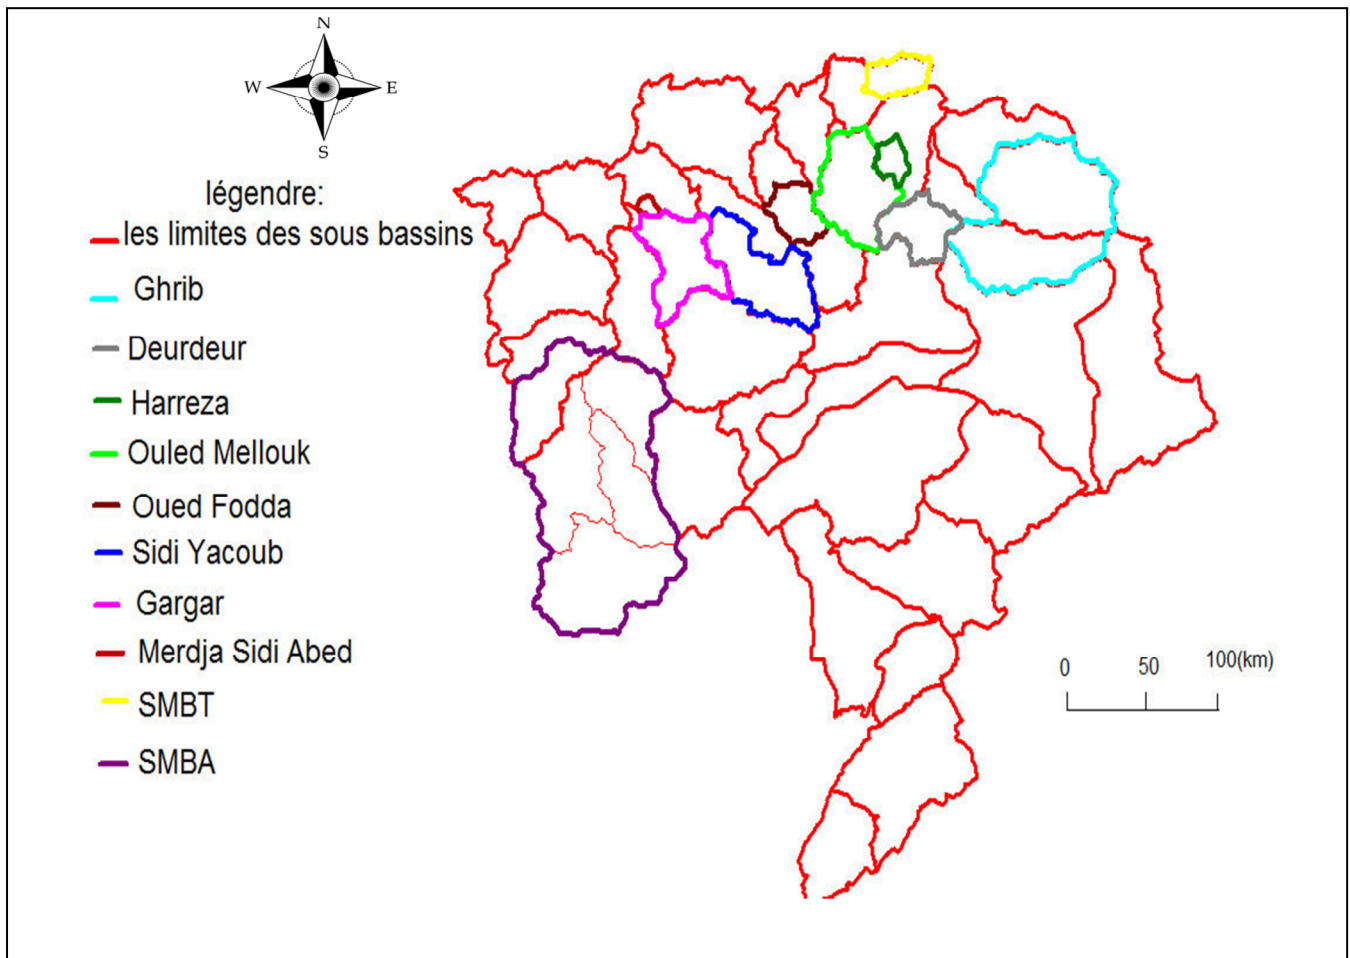 N
W
E
S
légendre:
les limites des sous bassins
Ghrib
Deurdeur
Harreza
Ouled Mellouk
Oued Fodda
Sidi Yacoub
Gargar
Merdja Sidi Abed
SMBT
SMBA
0 50 100(km)